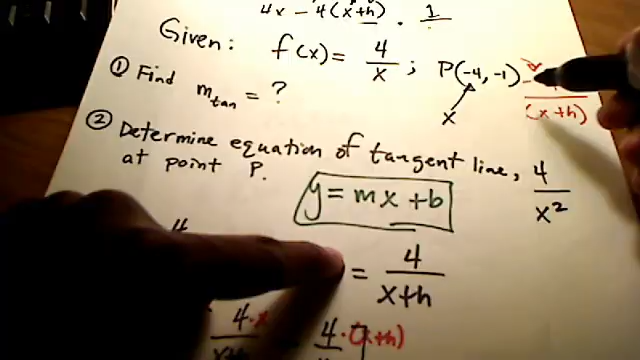 4x − 4(x+h) . 1
Given: f(x) = 4/x ; P(-4,-1)
① Find m_tan = ?
x
(x+h)
② Determine equation of tangent line,
at point P.
4/x²
y = mx + b
4
= 4/(x+h)
4·x/(x+h) = 4·(x+h)